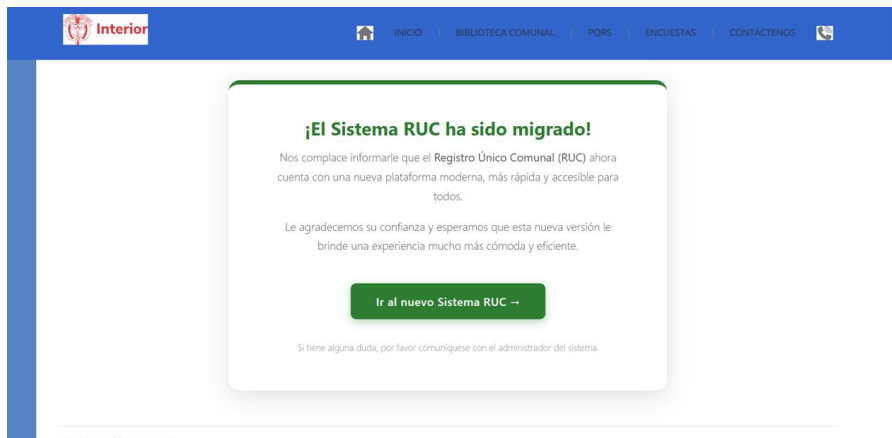 Interior
INICIO | BIBLIOTECA COMUNAL | PQRS | ENCUESTAS | CONTÁCTENOS
¡El Sistema RUC ha sido migrado!
Nos complace informarle que el Registro Único Comunal (RUC) ahora
cuenta con una nueva plataforma moderna, más rápida y accesible para
todos.
Le agradecemos su confianza y esperamos que esta nueva versión le
brinde una experiencia mucho más cómoda y eficiente.
Ir al nuevo Sistema RUC →
Si tiene alguna duda, por favor comuníquese con el administrador del sistema.